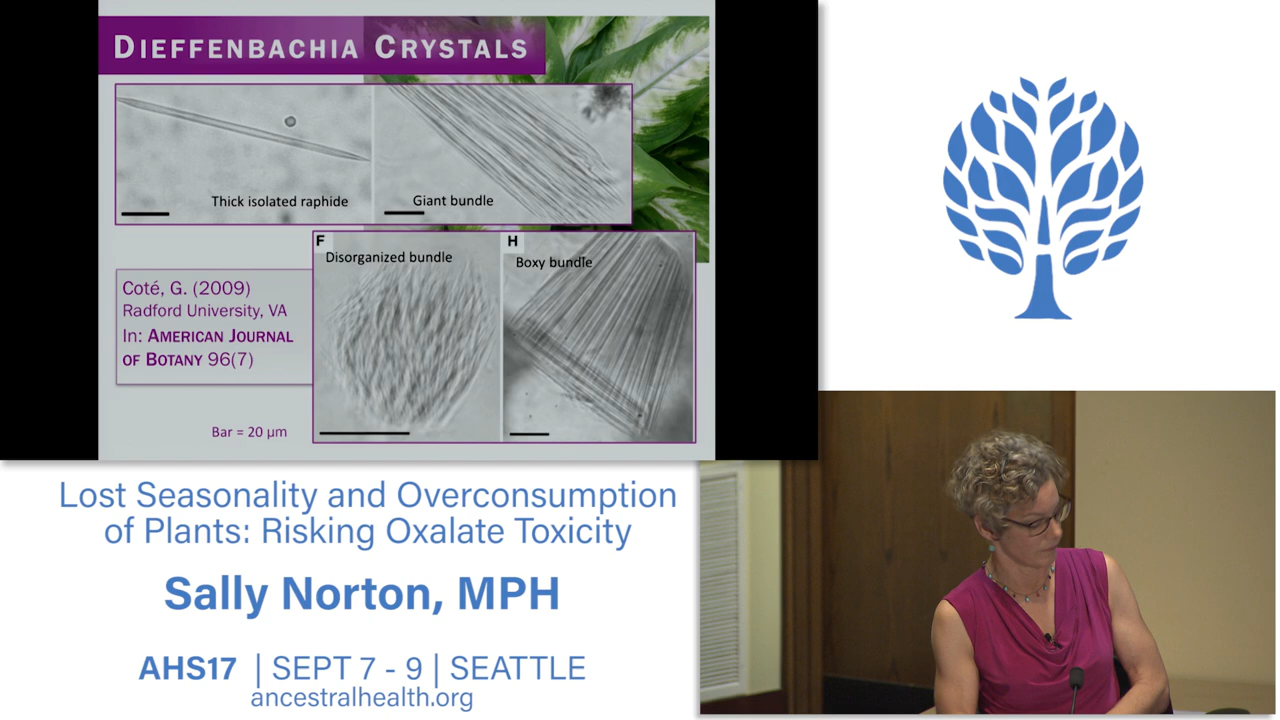 DIEFFENBACHIA CRYSTALS
Thick isolated raphide
Giant bundle
F
Disorganized bundle
H
Boxy bundle
Coté, G. (2009)
Radford University, VA
In: AMERICAN JOURNAL
OF BOTANY 96(7)
Bar = 20 µm
Lost Seasonality and Overconsumption
of Plants: Risking Oxalate Toxicity
Sally Norton, MPH
AHS17 | SEPT 7 - 9 | SEATTLE
ancestralhealth.org